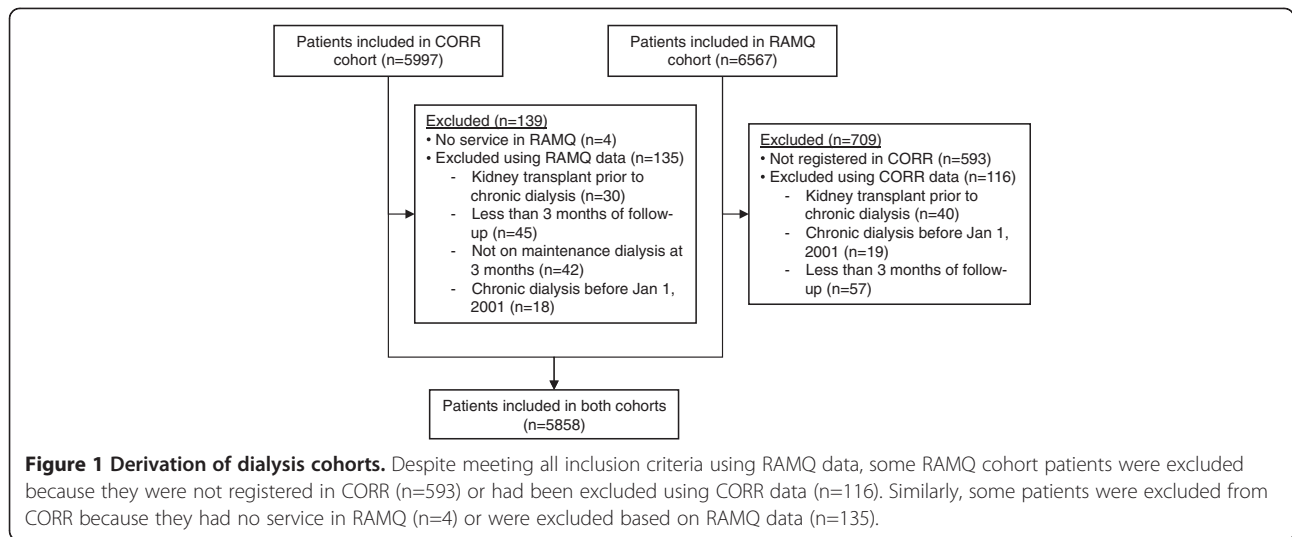 Patients included in CORR
cohort (n=5997)
Patients included in RAMQ
cohort (n=6567)
Excluded (n=139)
• No service in RAMQ (n=4)
• Excluded using RAMQ data (n=135)
- Kidney transplant prior to
chronic dialysis (n=30)
- Less than 3 months of follow-
up (n=45)
- Not on maintenance dialysis at
3 months (n=42)
- Chronic dialysis before Jan 1,
2001 (n=18)
Excluded (n=709)
• Not registered in CORR (n=593)
• Excluded using CORR data (n=116)
- Kidney transplant prior to
chronic dialysis (n=40)
- Chronic dialysis before Jan 1,
2001 (n=19)
- Less than 3 months of follow-
up (n=57)
Patients included in both cohorts
(n=5858)
Figure 1 Derivation of dialysis cohorts. Despite meeting all inclusion criteria using RAMQ data, some RAMQ cohort patients were excluded
because they were not registered in CORR (n=593) or had been excluded using CORR data (n=116). Similarly, some patients were excluded from
CORR because they had no service in RAMQ (n=4) or were excluded based on RAMQ data (n=135).